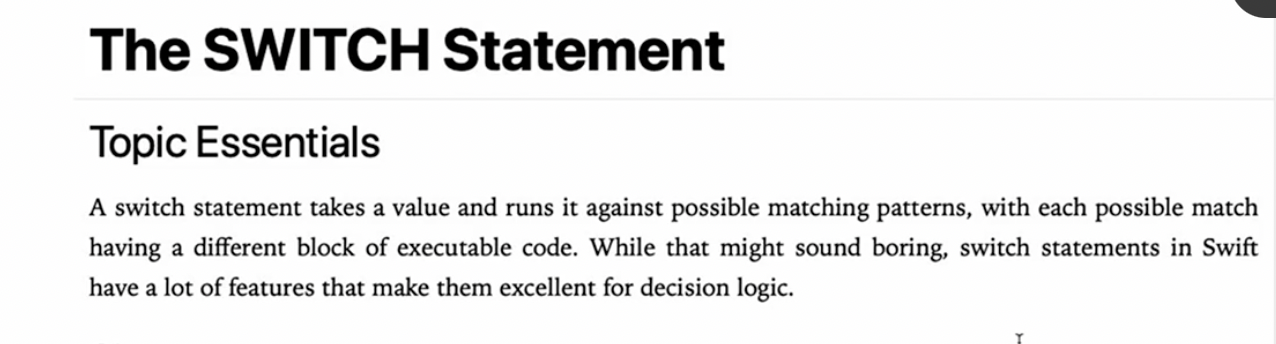 The SWITCH Statement
Topic Essentials
A switch statement takes a value and runs it against possible matching patterns, with each possible match
having a different block of executable code. While that might sound boring, switch statements in Swift
have a lot of features that make them excellent for decision logic.